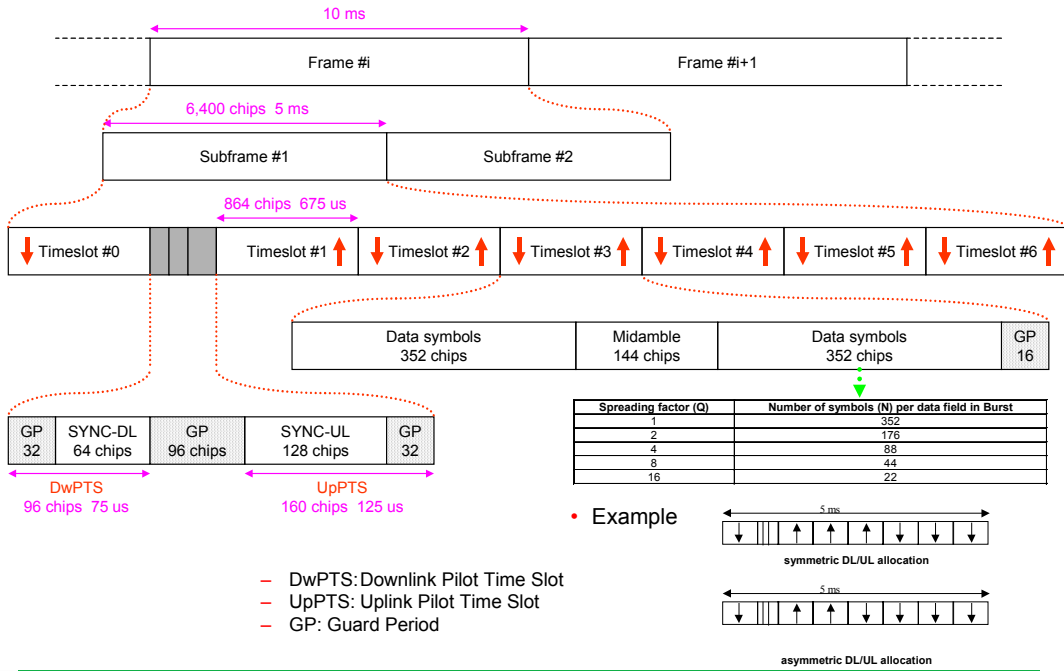 10 ms
Frame #i
Frame #i+1
6,400 chips 5 ms
Subframe #1
Subframe #2
864 chips 675 us
Timeslot #0
Timeslot #1
Timeslot #2
Timeslot #3
Timeslot #4
Timeslot #5
Timeslot #6
Data symbols
352 chips
Midamble
144 chips
Data symbols
352 chips
GP
16
GP
32
SYNC-DL
64 chips
GP
96 chips
SYNC-UL
128 chips
GP
32
DwPTS
96 chips 75 us
UpPTS
160 chips 125 us
Spreading factor (Q) Number of symbols (N) per data field in Burst
1 352
2 176
4 88
8 44
16 22
• Example
5 ms
symmetric DL/UL allocation
5 ms
asymmetric DL/UL allocation
– DwPTS:Downlink Pilot Time Slot
– UpPTS: Uplink Pilot Time Slot
– GP: Guard Period